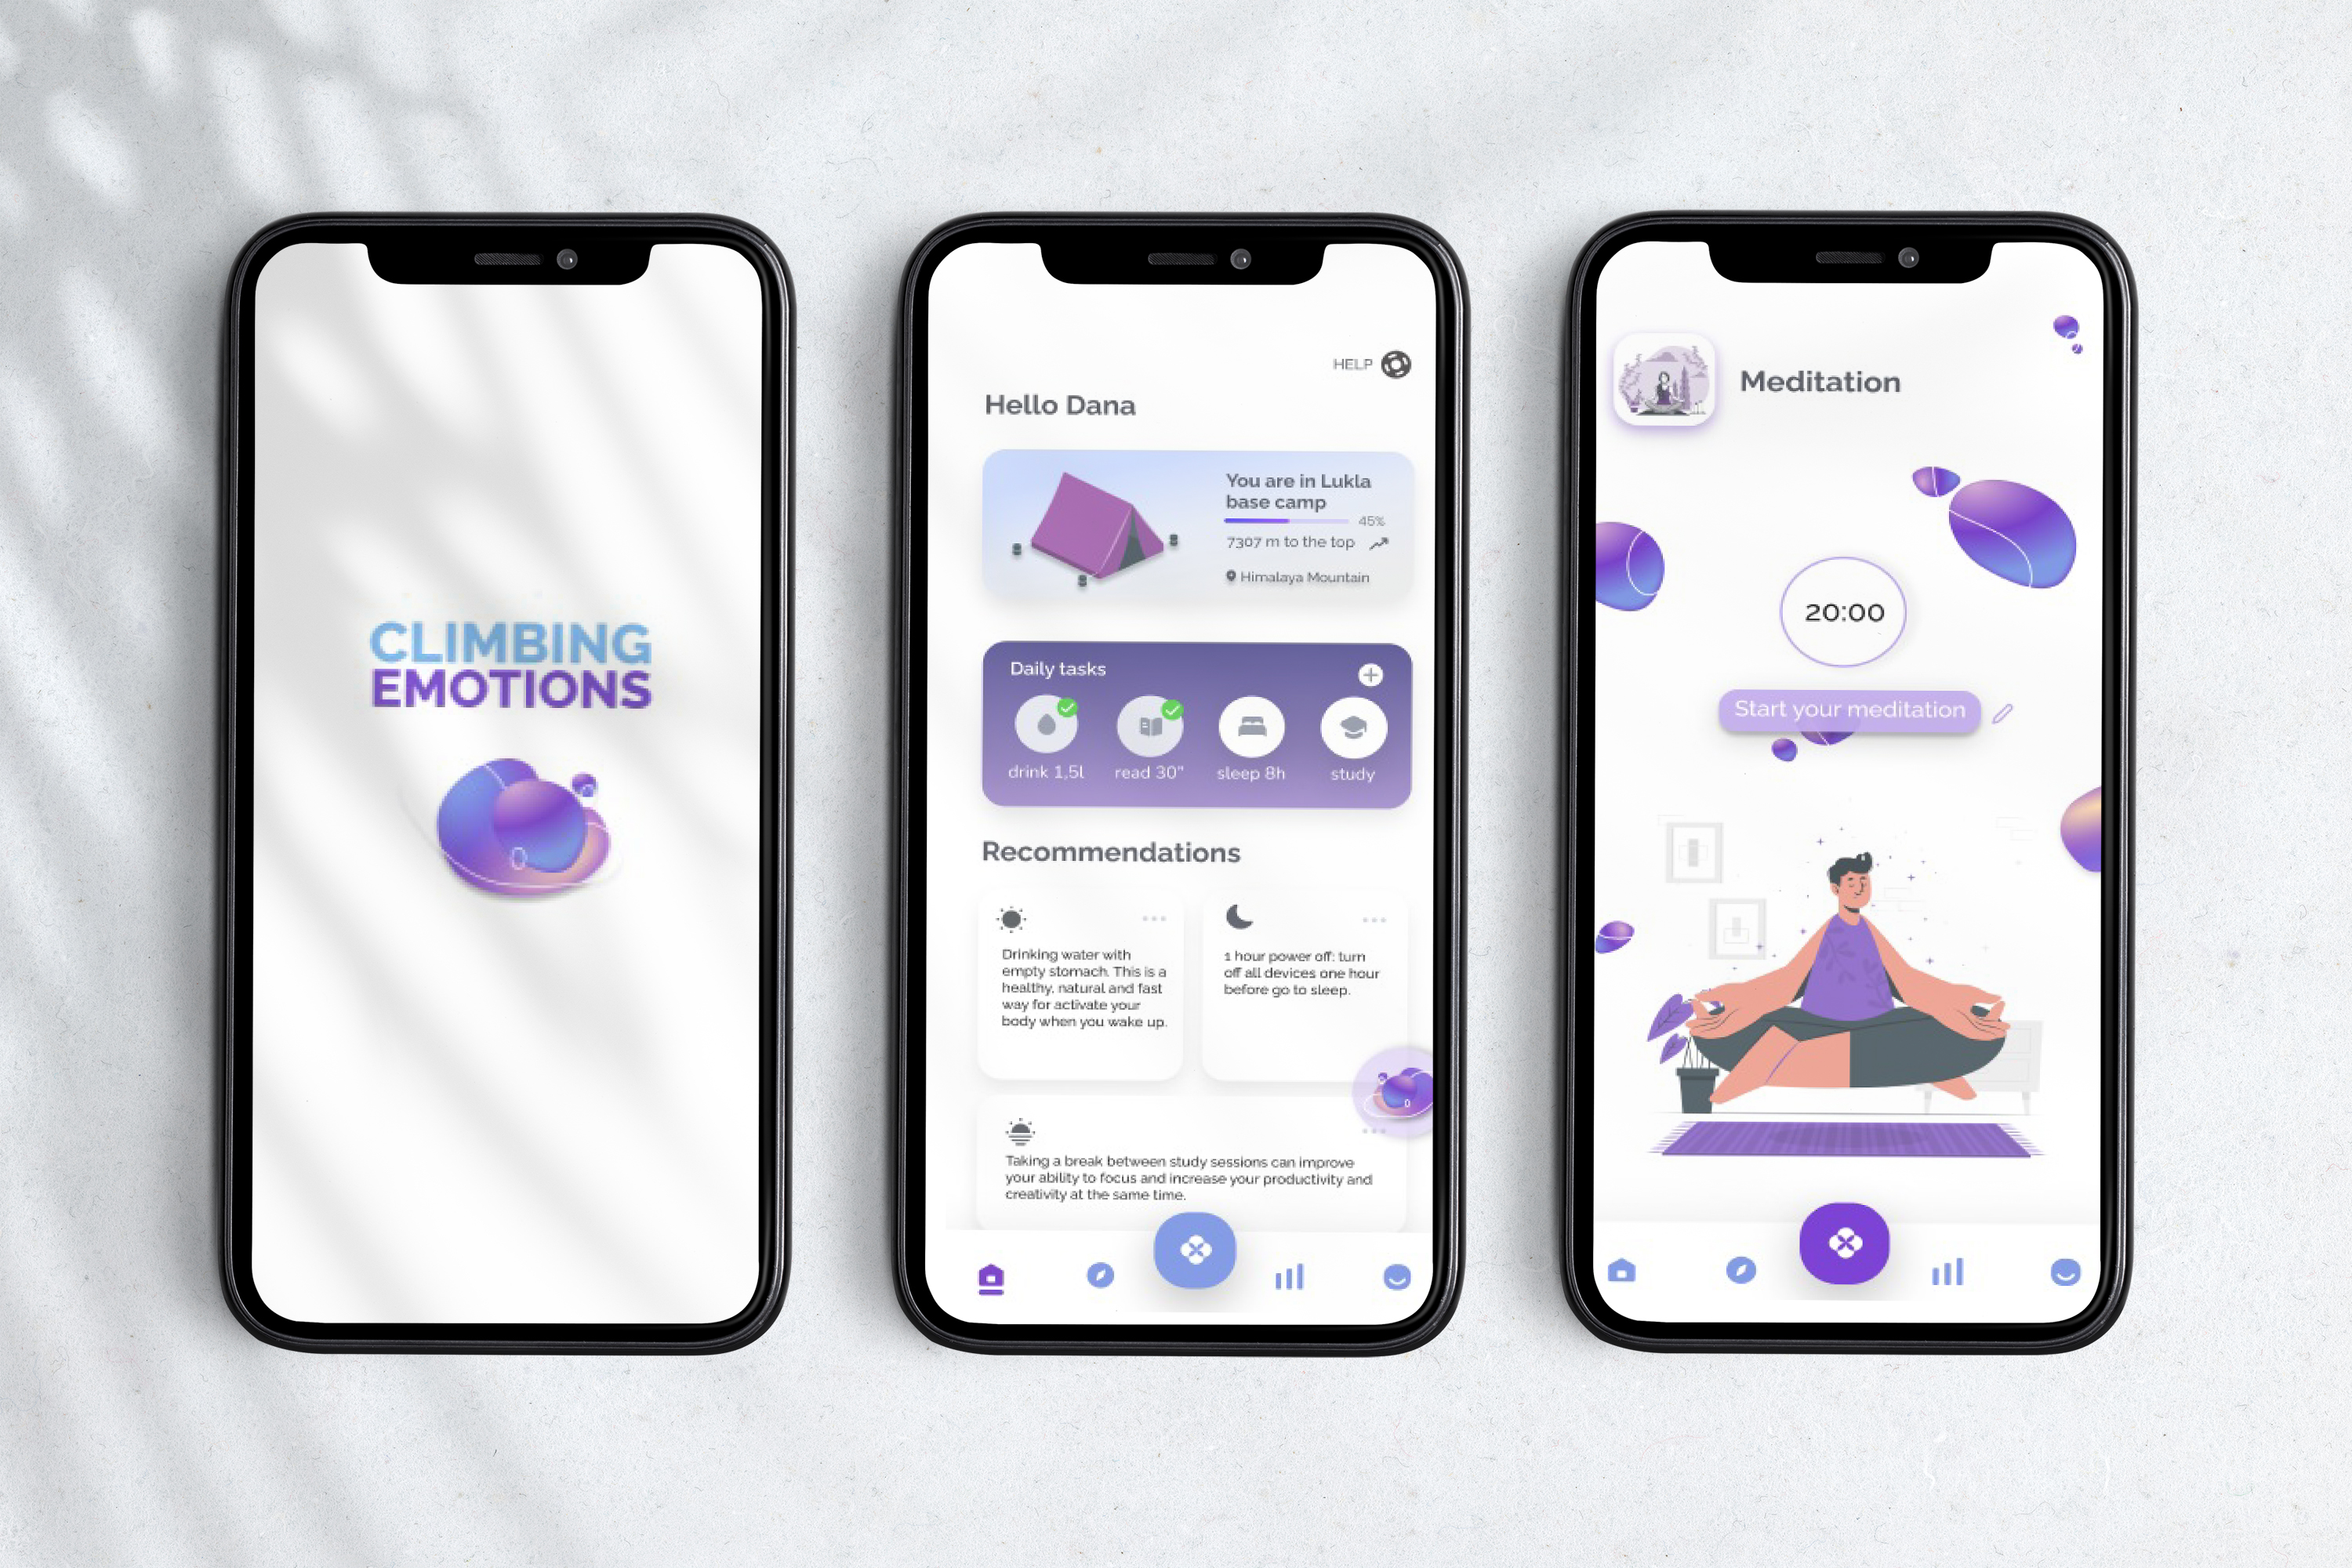 CLIMBING
EMOTIONS
HELP
Hello Dana
You are in Lukla
base camp
45%
7307 m to the top
Himalaya Mountain
Daily tasks
drink 1,5l
read 30"
sleep 8h
study
Recommendations
Drinking water with
empty stomach. This is a
healthy, natural and fast
way for activate your
body when you wake up.
1 hour power off: turn
off all devices one hour
before go to sleep.
Taking a break between study sessions can improve
your ability to focus and increase your productivity and
creativity at the same time.
Meditation
20:00
Start your meditation